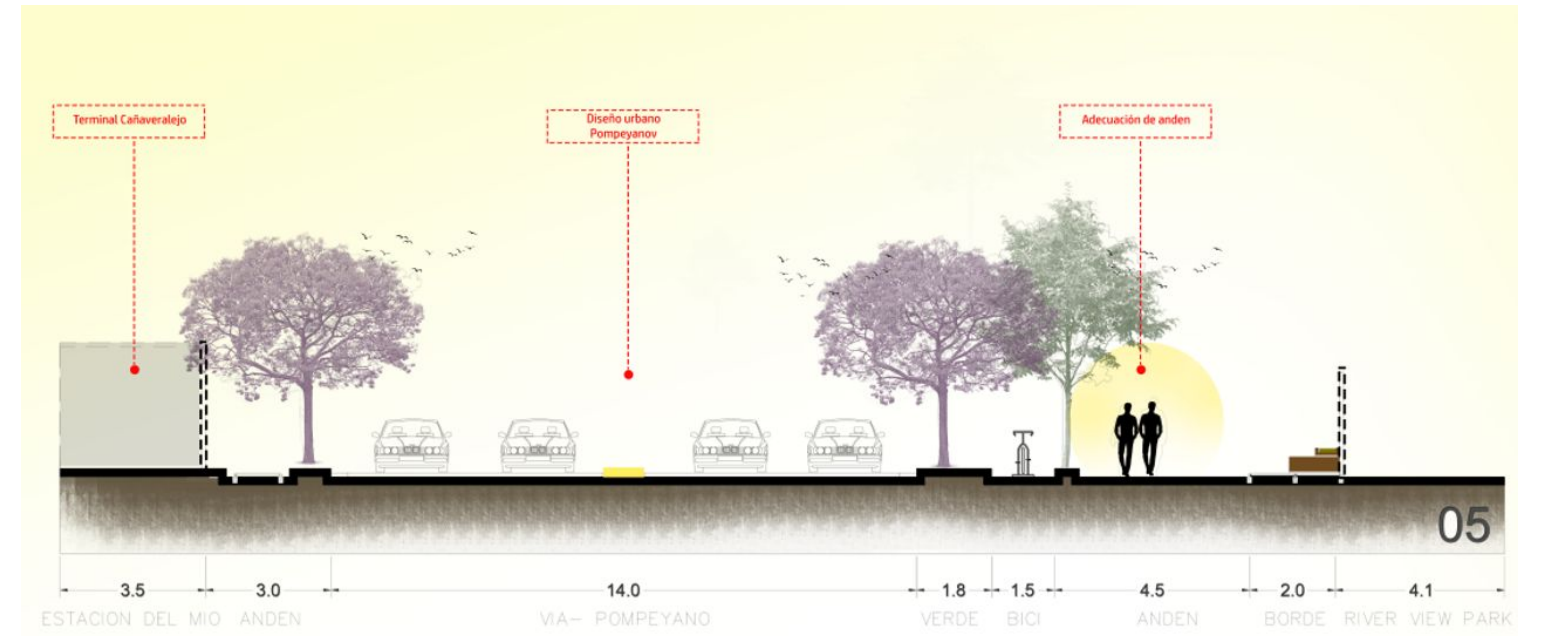 Terminal Cañaveralejo
Diseño urbano
Pompeyanov
Adecuación de anden
05
3.5 3.0 14.0 1.8 1.5 4.5 2.0 4.1
ESTACION DEL MIO ANDEN VIA- POMPEYANO VERDE BICI ANDEN BORDE RIVER VIEW PARK